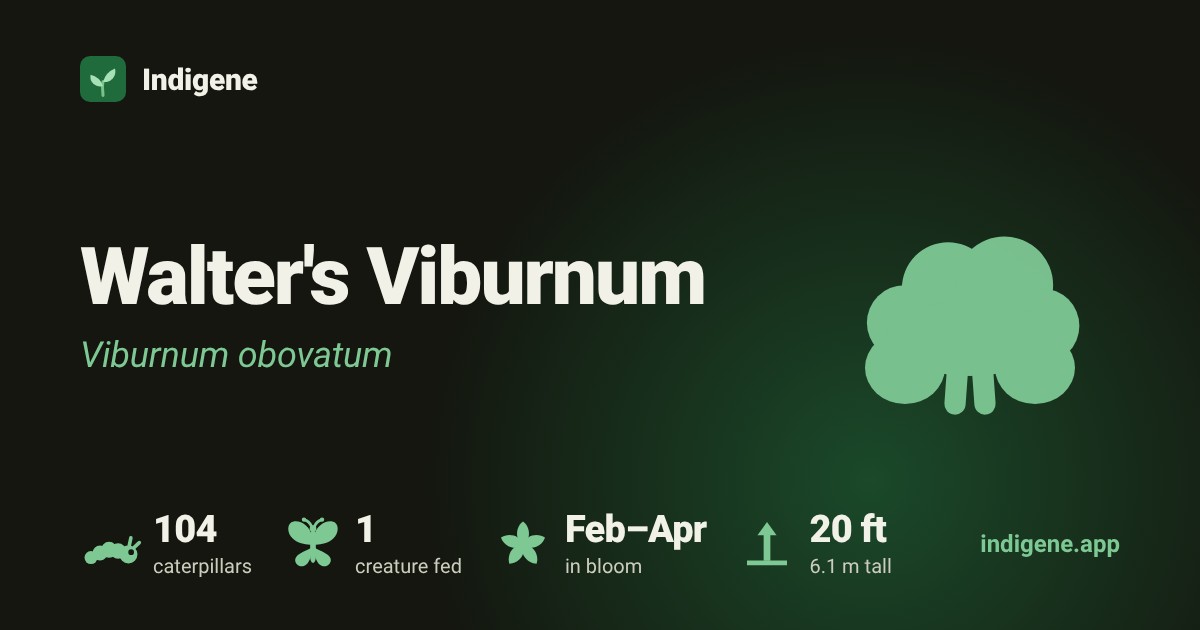 Indigene
Walter's Viburnum
Viburnum obovatum
104
caterpillars
1
creature fed
Feb–Apr
in bloom
20 ft
6.1 m tall
indigene.app